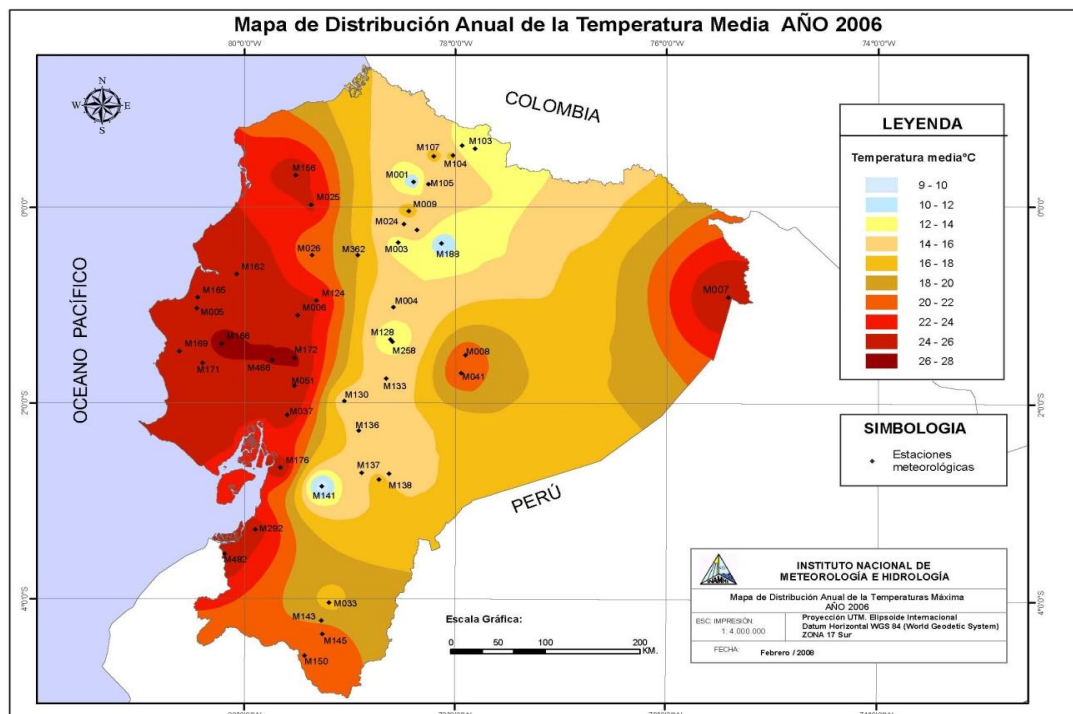 Mapa de Distribución Anual de la Temperatura Media AÑO 2006
80°0'0"W
78°0'0"W
76°0'0"W
74°0'0"W
N
W
E
S
COLOMBIA
M103
M107
M104
M001
M105
M156
M025
M009
M024
M003
M188
M026
M362
M162
M165
M005
M124
M006
M004
M007
M128
M258
M169
M166
M172
M466
M171
M051
M008
M041
M133
M130
M037
M136
M176
M137
M138
M141
M292
M482
M033
M143
M145
M150
OCEANO PACÍFICO
PERÚ
0°0'0"
2°0'0"S
4°0'0"S
0°0'0"
2°0'0"S
4°0'0"S
LEYENDA
Temperatura media°C
9 - 10
10 - 12
12 - 14
14 - 16
16 - 18
18 - 20
20 - 22
22 - 24
24 - 26
26 - 28
SIMBOLOGIA
Estaciones
meteorológicas
Escala Gráfica:
0 50 100 200
KM.
INAMHI
INSTITUTO NACIONAL DE
METEOROLOGÍA E HIDROLOGÍA
Mapa de Distribución Anual de la Temperaturas Máxima
AÑO 2006
ESC. IMPRESIÓN:
1: 4.000.000
Proyección UTM. Elipsoide Internacional
Datum Horizontal WGS 84 (World Geodetic System)
ZONA 17 Sur
FECHA:
Febrero / 2008